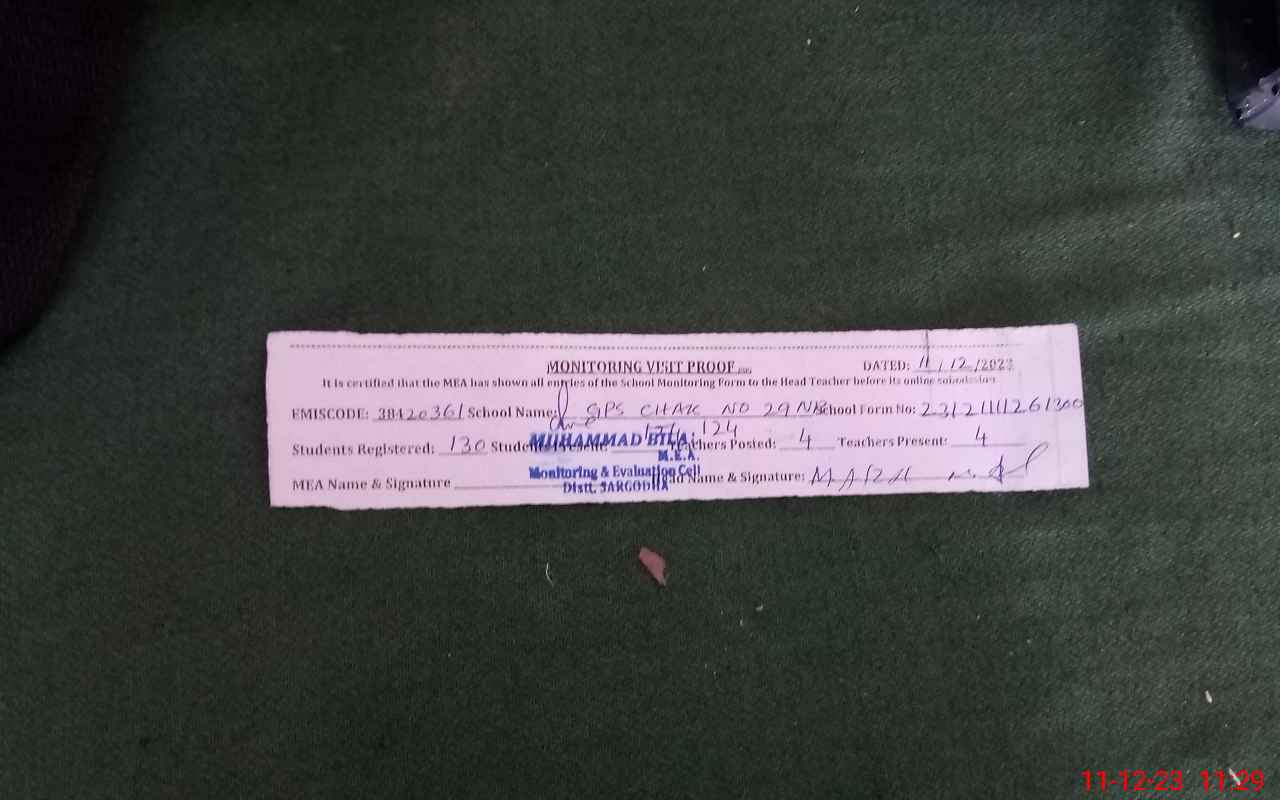 MONITORING VISIT PROOF DATED: 11/12/2023
It is certified that the MEA has shown all entries of the School Monitoring Form to the Head Teacher before its online submission
EMISCODE: 38420361 School Name: GPS CHAK NO 29 NB School Form No:
Students Registered: 130 Students Present: 124 Teachers Posted: 4 Teachers Present: 4
MEA Name & Signature Head Name & Signature:
MUHAMMAD BILAL
M.E.A.
Monitoring & Evaluation Cell
Distt. SARGODHA
11-12-23 11:29